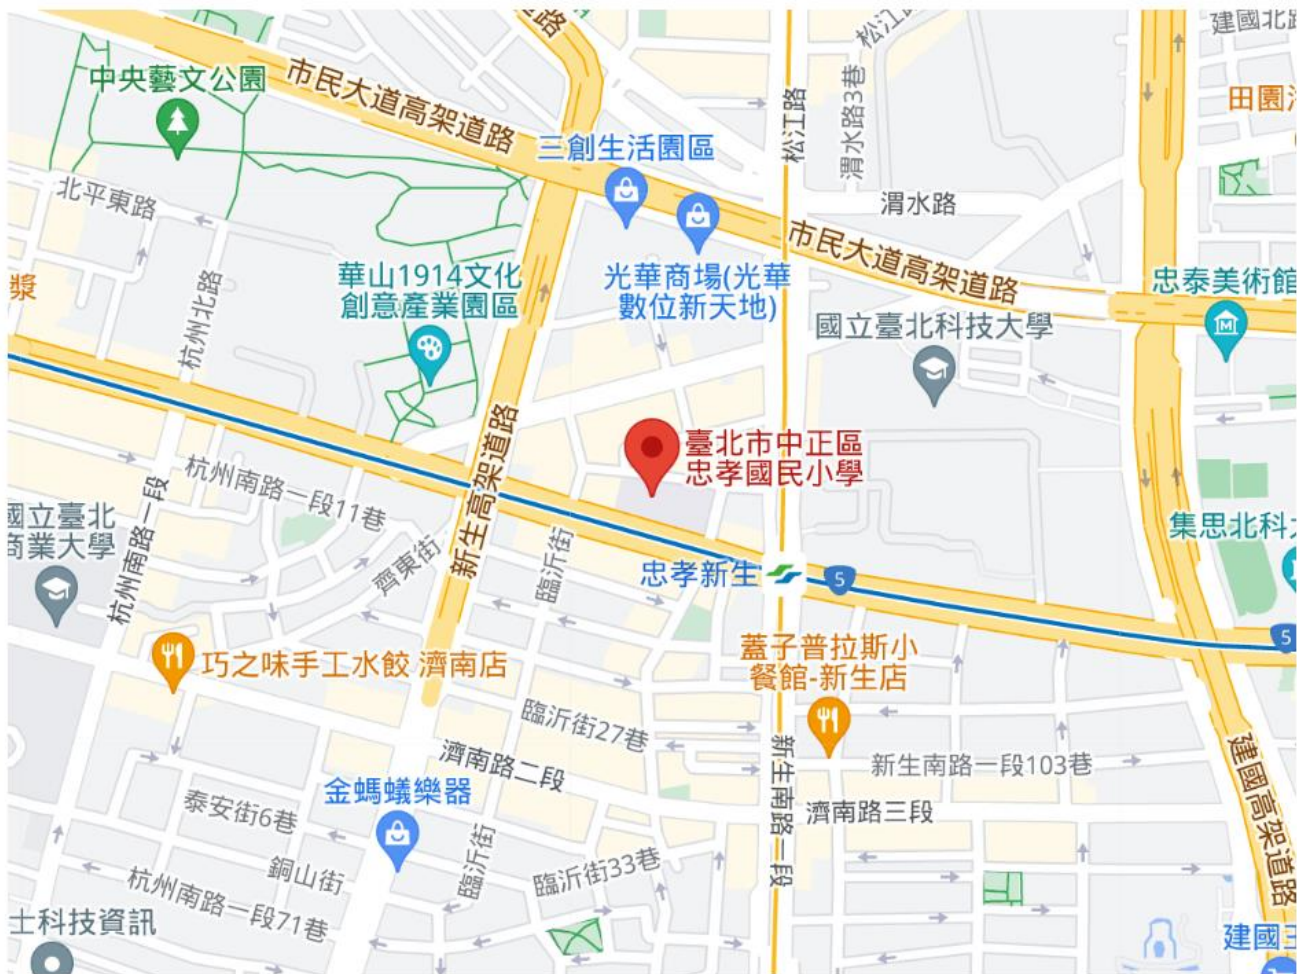 建國北路
松江路
中央藝文公園
市民大道高架道路
松江路
渭水路3巷
田園
三創生活園區
北平東路
渭水路
市民大道高架道路
華山1914文化
創意產業園區
光華商場(光華
數位新天地)
忠泰美術館
漿
杭州北路
國立臺北科技大學
新生高架道路
臺北市中正區
忠孝國民小學
杭州南路一段11巷
杭州南路一段
國立臺北
商業大學
齊東街
臨沂街
忠孝新生
5
集思北科大
5
巧之味手工水餃 濟南店
蓋子普拉斯小
餐館-新生店
臨沂街27巷
濟南路二段
新生南路一段
新生南路一段103巷
建國高架道路
金螞蟻樂器
泰安街6巷
濟南路三段
銅山街
臨沂街
臨沂街33巷
杭州南路一段71巷
士科技資訊
建國